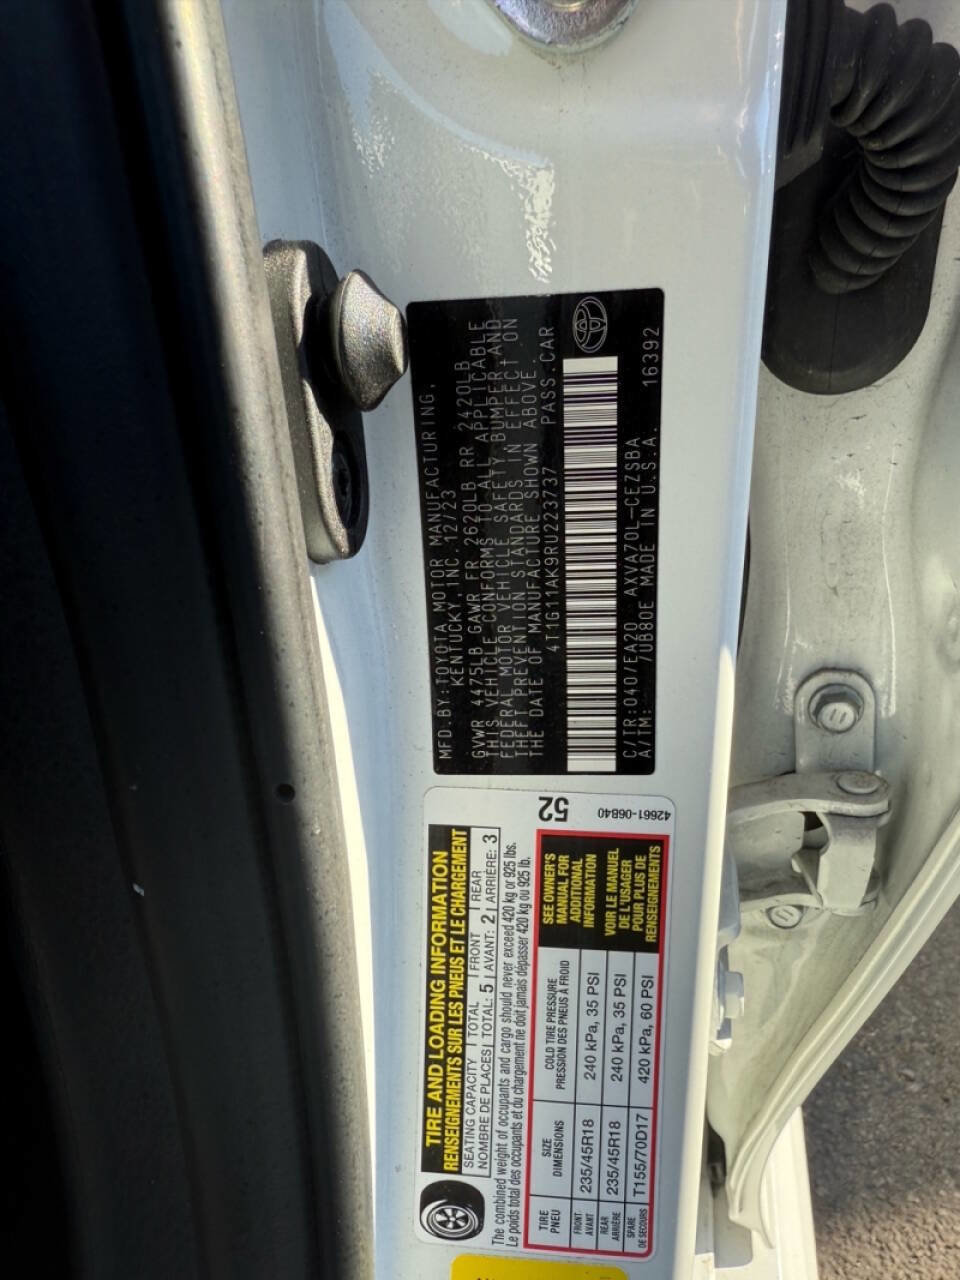 MFD.BY:TOYOTA MOTOR MANUFACTURING,
KENTUCKY,INC.12/23
GVWR 4475LB GAWR FR 2620LB RR 2420LB
THIS VEHICLE CONFORMS TO ALL APPLICABLE
FEDERAL MOTOR VEHICLE SAFETY BUMPER AND
THEFT PREVENTION STANDARDS IN EFFECT ON
THE DATE OF MANUFACTURE SHOWN ABOVE.
4T1G11AK9RU223737 PASS.CAR
C/TR:040/EA20 AXVA70L-CEZSBA 16392
A/TM: -/UB80E MADE IN U.S.A.
52
42661-06B40
TIRE AND LOADING INFORMATION
RENSEIGNEMENTS SUR LES PNEUS ET LE CHARGEMENT
SEATING CAPACITY TOTAL FRONT REAR
NOMBRE DE PLACES TOTAL: 5 AVANT: 2 ARRIÈRE: 3
The combined weight of occupants and cargo should never exceed 420 kg or 925 lbs.
Le poids total des occupants et du chargement ne doit jamais dépasser 420 kg ou 925 lb.
TIRE SIZE COLD TIRE PRESSURE
PNEU DIMENSIONS PRESSION DES PNEUS À FROID
FRONT
AVANT 235/45R18 240 kPa, 35 PSI
REAR
ARRIÈRE 235/45R18 240 kPa, 35 PSI
SPARE
DE SECOURS T155/70D17 420 kPa, 60 PSI
SEE OWNER'S
MANUAL FOR
ADDITIONAL
INFORMATION
VOIR LE MANUEL
DE L'USAGER
POUR PLUS DE
RENSEIGNEMENTS